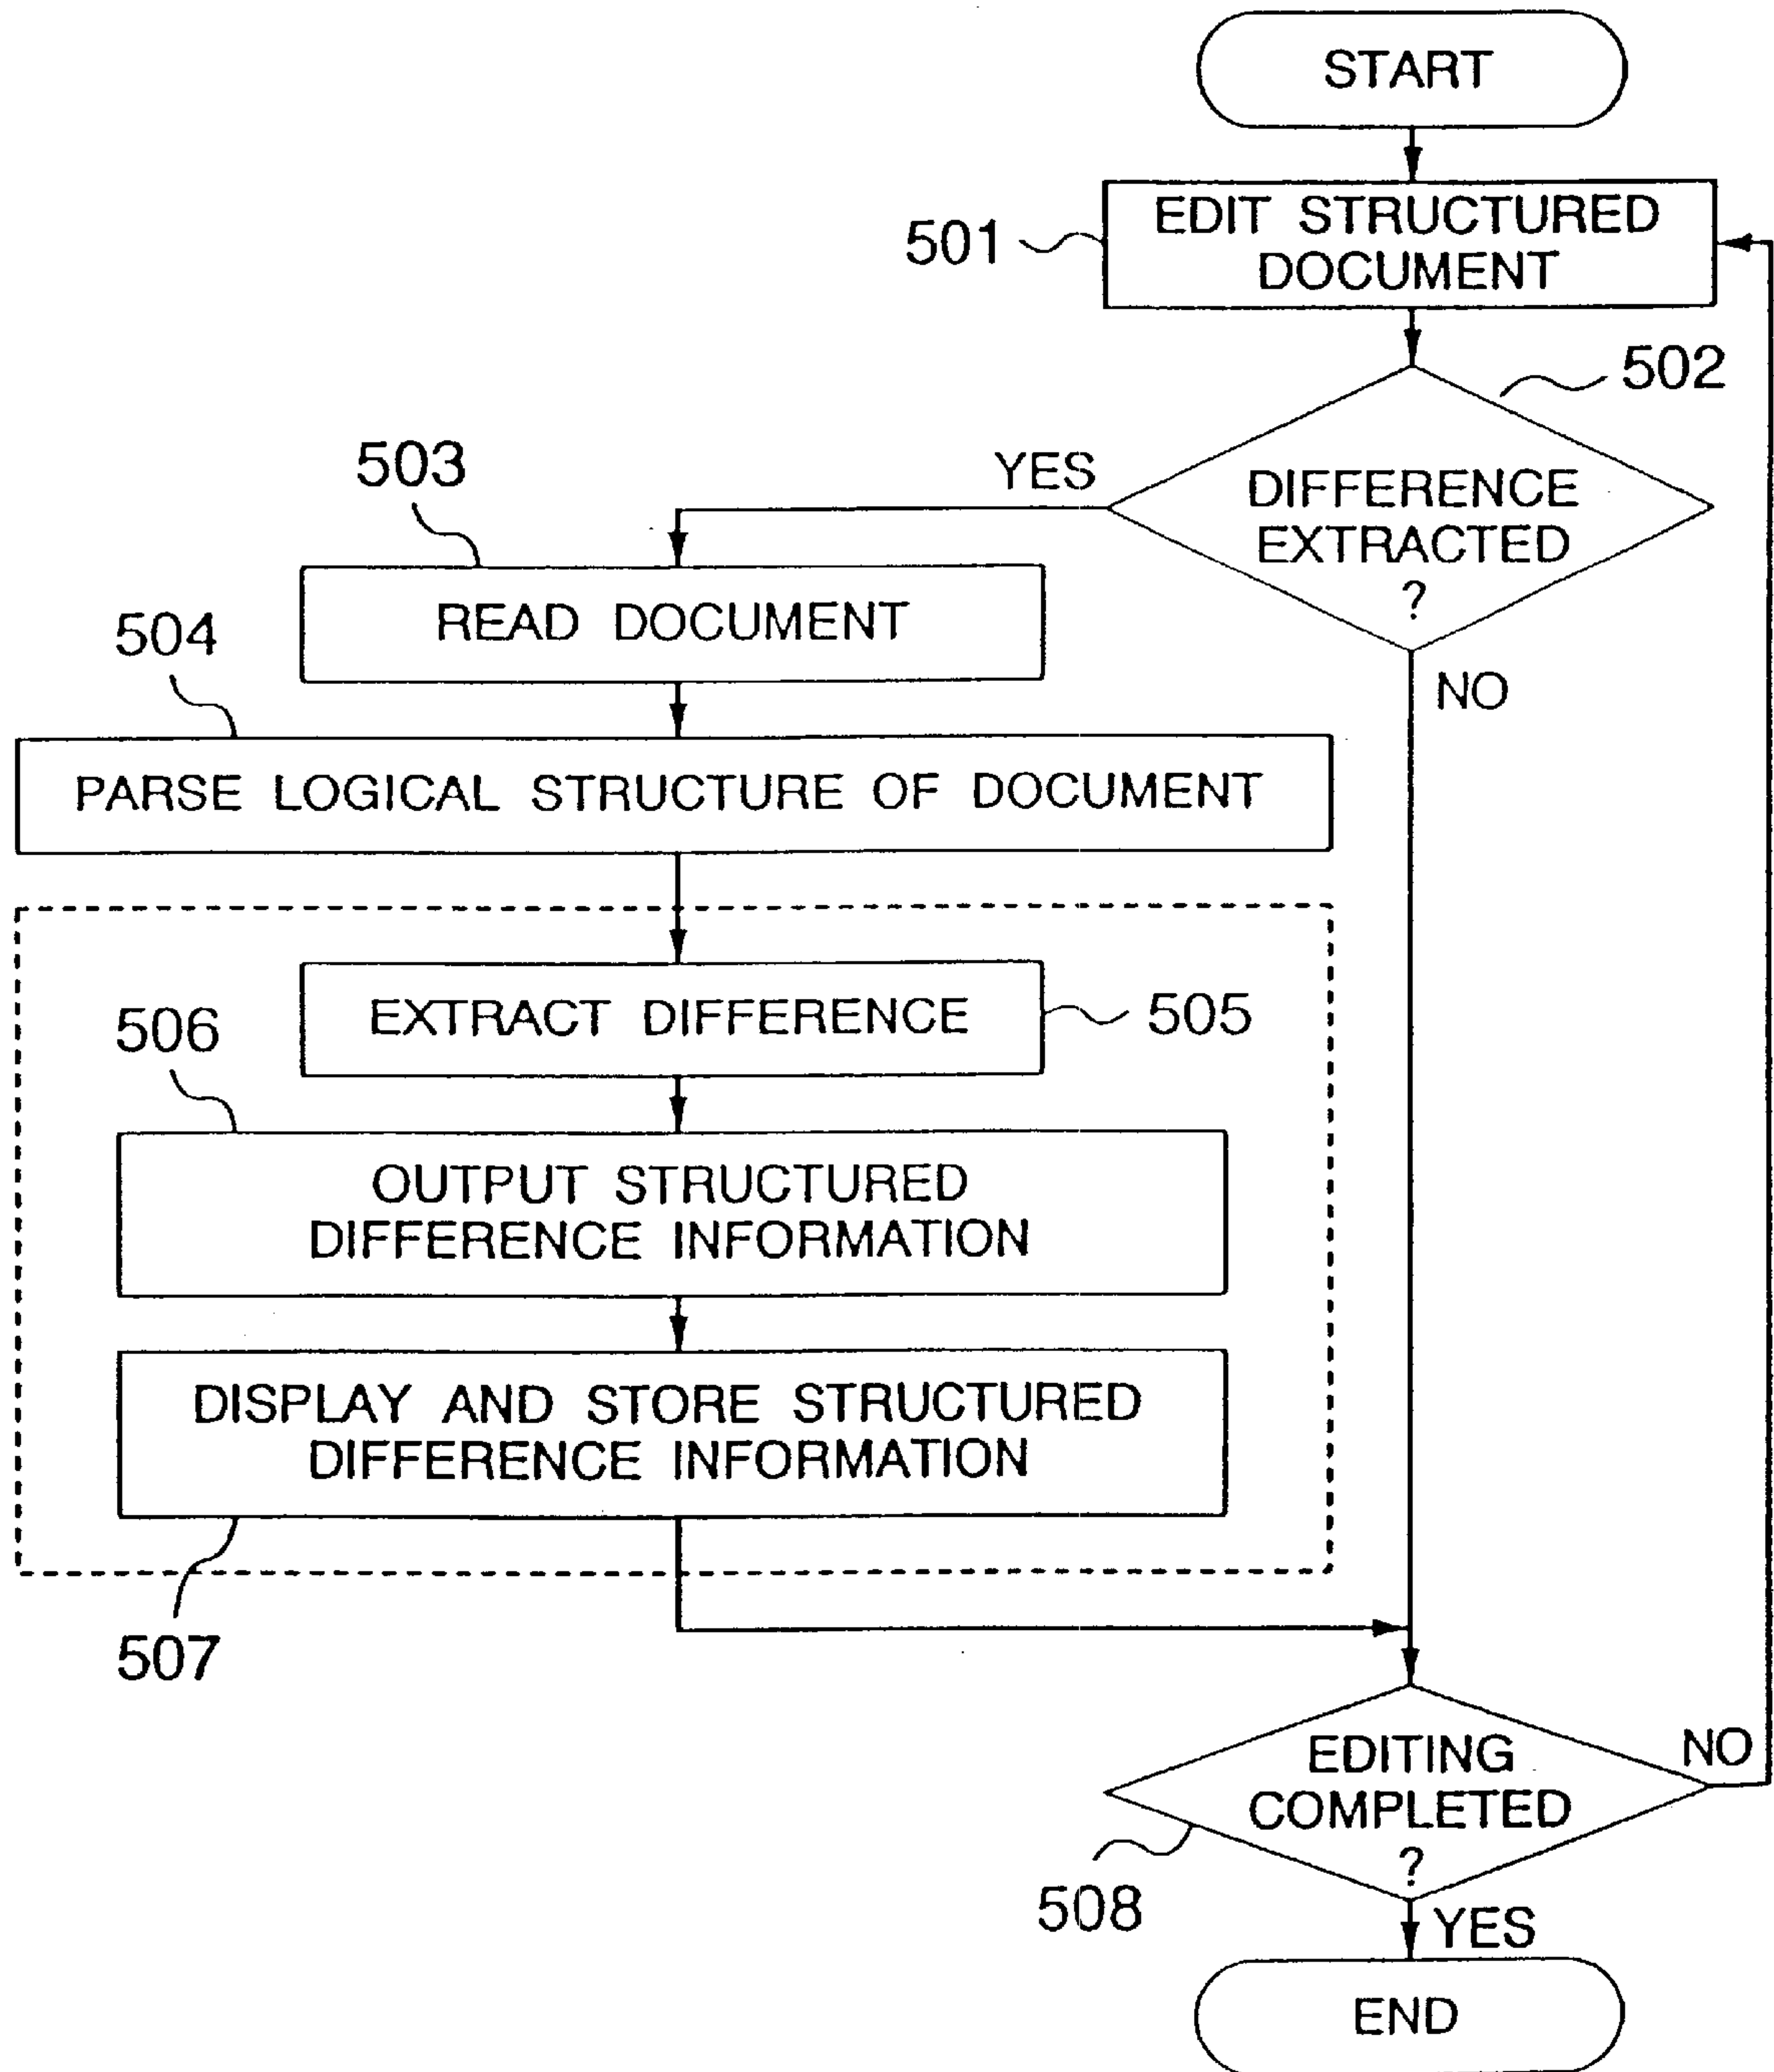 START
501
EDIT STRUCTURED
DOCUMENT
502
DIFFERENCE
EXTRACTED
?
YES
NO
503
READ DOCUMENT
504
PARSE LOGICAL STRUCTURE OF DOCUMENT
EXTRACT DIFFERENCE
505
506
OUTPUT STRUCTURED
DIFFERENCE INFORMATION
DISPLAY AND STORE STRUCTURED
DIFFERENCE INFORMATION
507
EDITING
COMPLETED
?
NO
508
YES
END